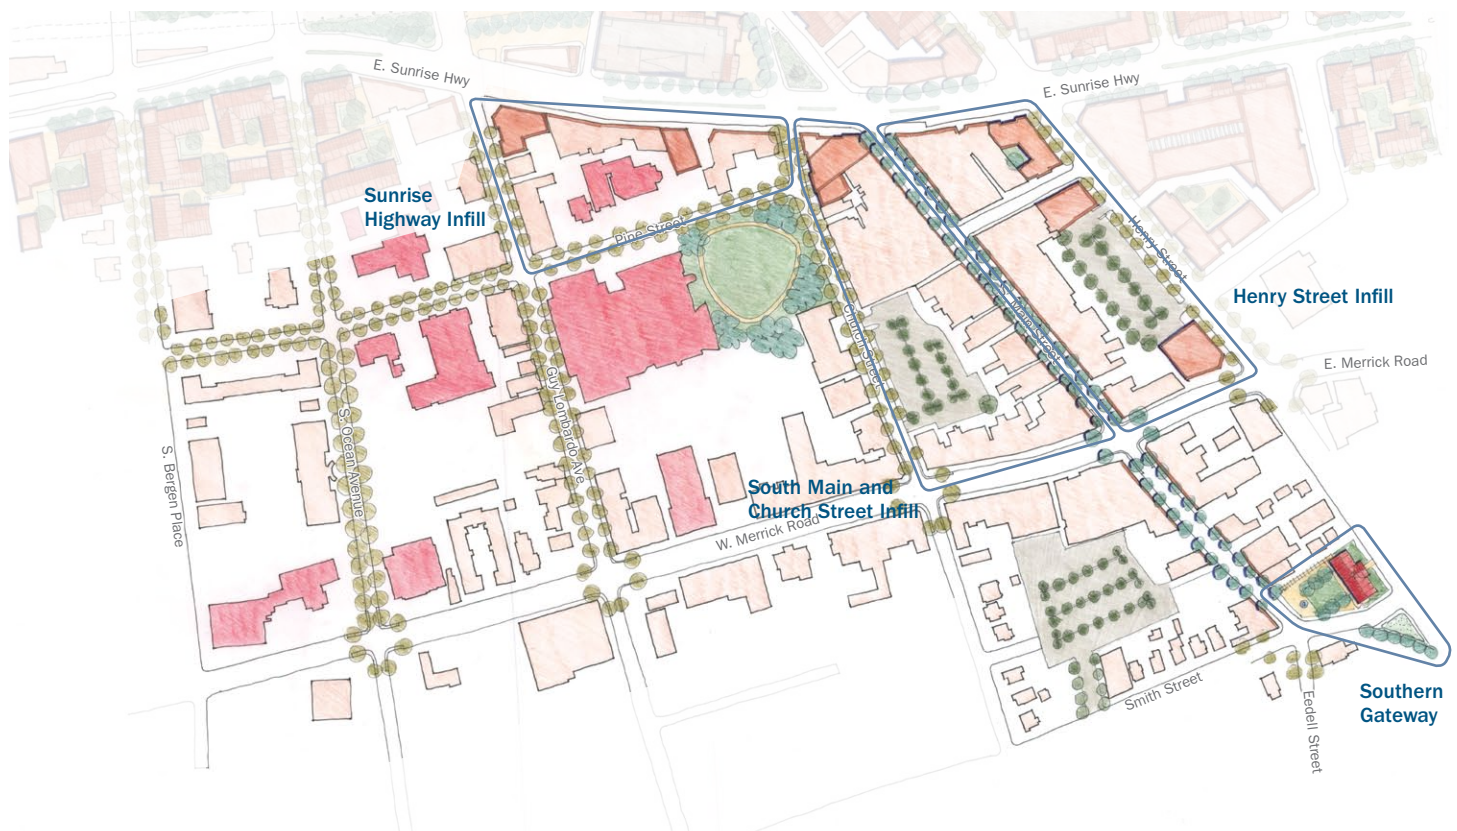 E. Sunrise Hwy
E. Sunrise Hwy
Sunrise
Highway Infill
Pine Street
Henry Street
Henry Street Infill
S. Main Street
Church Street
E. Merrick Road
Guy Lombardo Ave
S. Ocean Avenue
S. Bergen Place
South Main and
Church Street Infill
W. Merrick Road
Smith Street
Southern
Gateway
Eedell Street